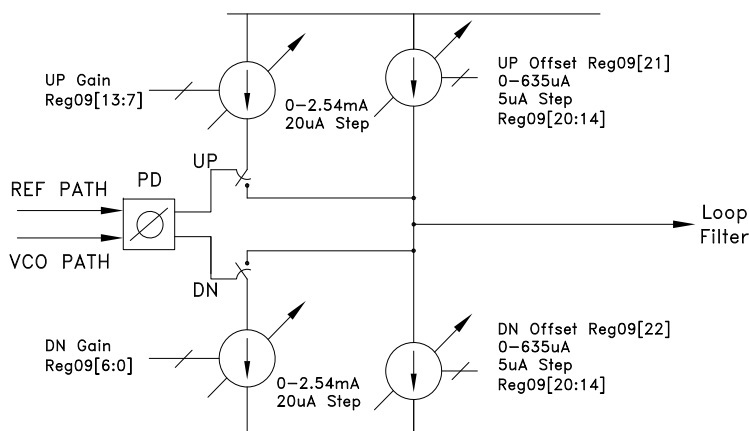 UP Gain
Reg09[13:7]
0-2.54mA
20uA Step
UP Offset Reg09[21]
0-635uA
5uA Step
Reg09[20:14]
UP
PD
REF PATH
VCO PATH
Loop
Filter
DN
DN Gain
Reg09[6:0]
0-2.54mA
20uA Step
DN Offset Reg09[22]
0-635uA
5uA Step
Reg09[20:14]